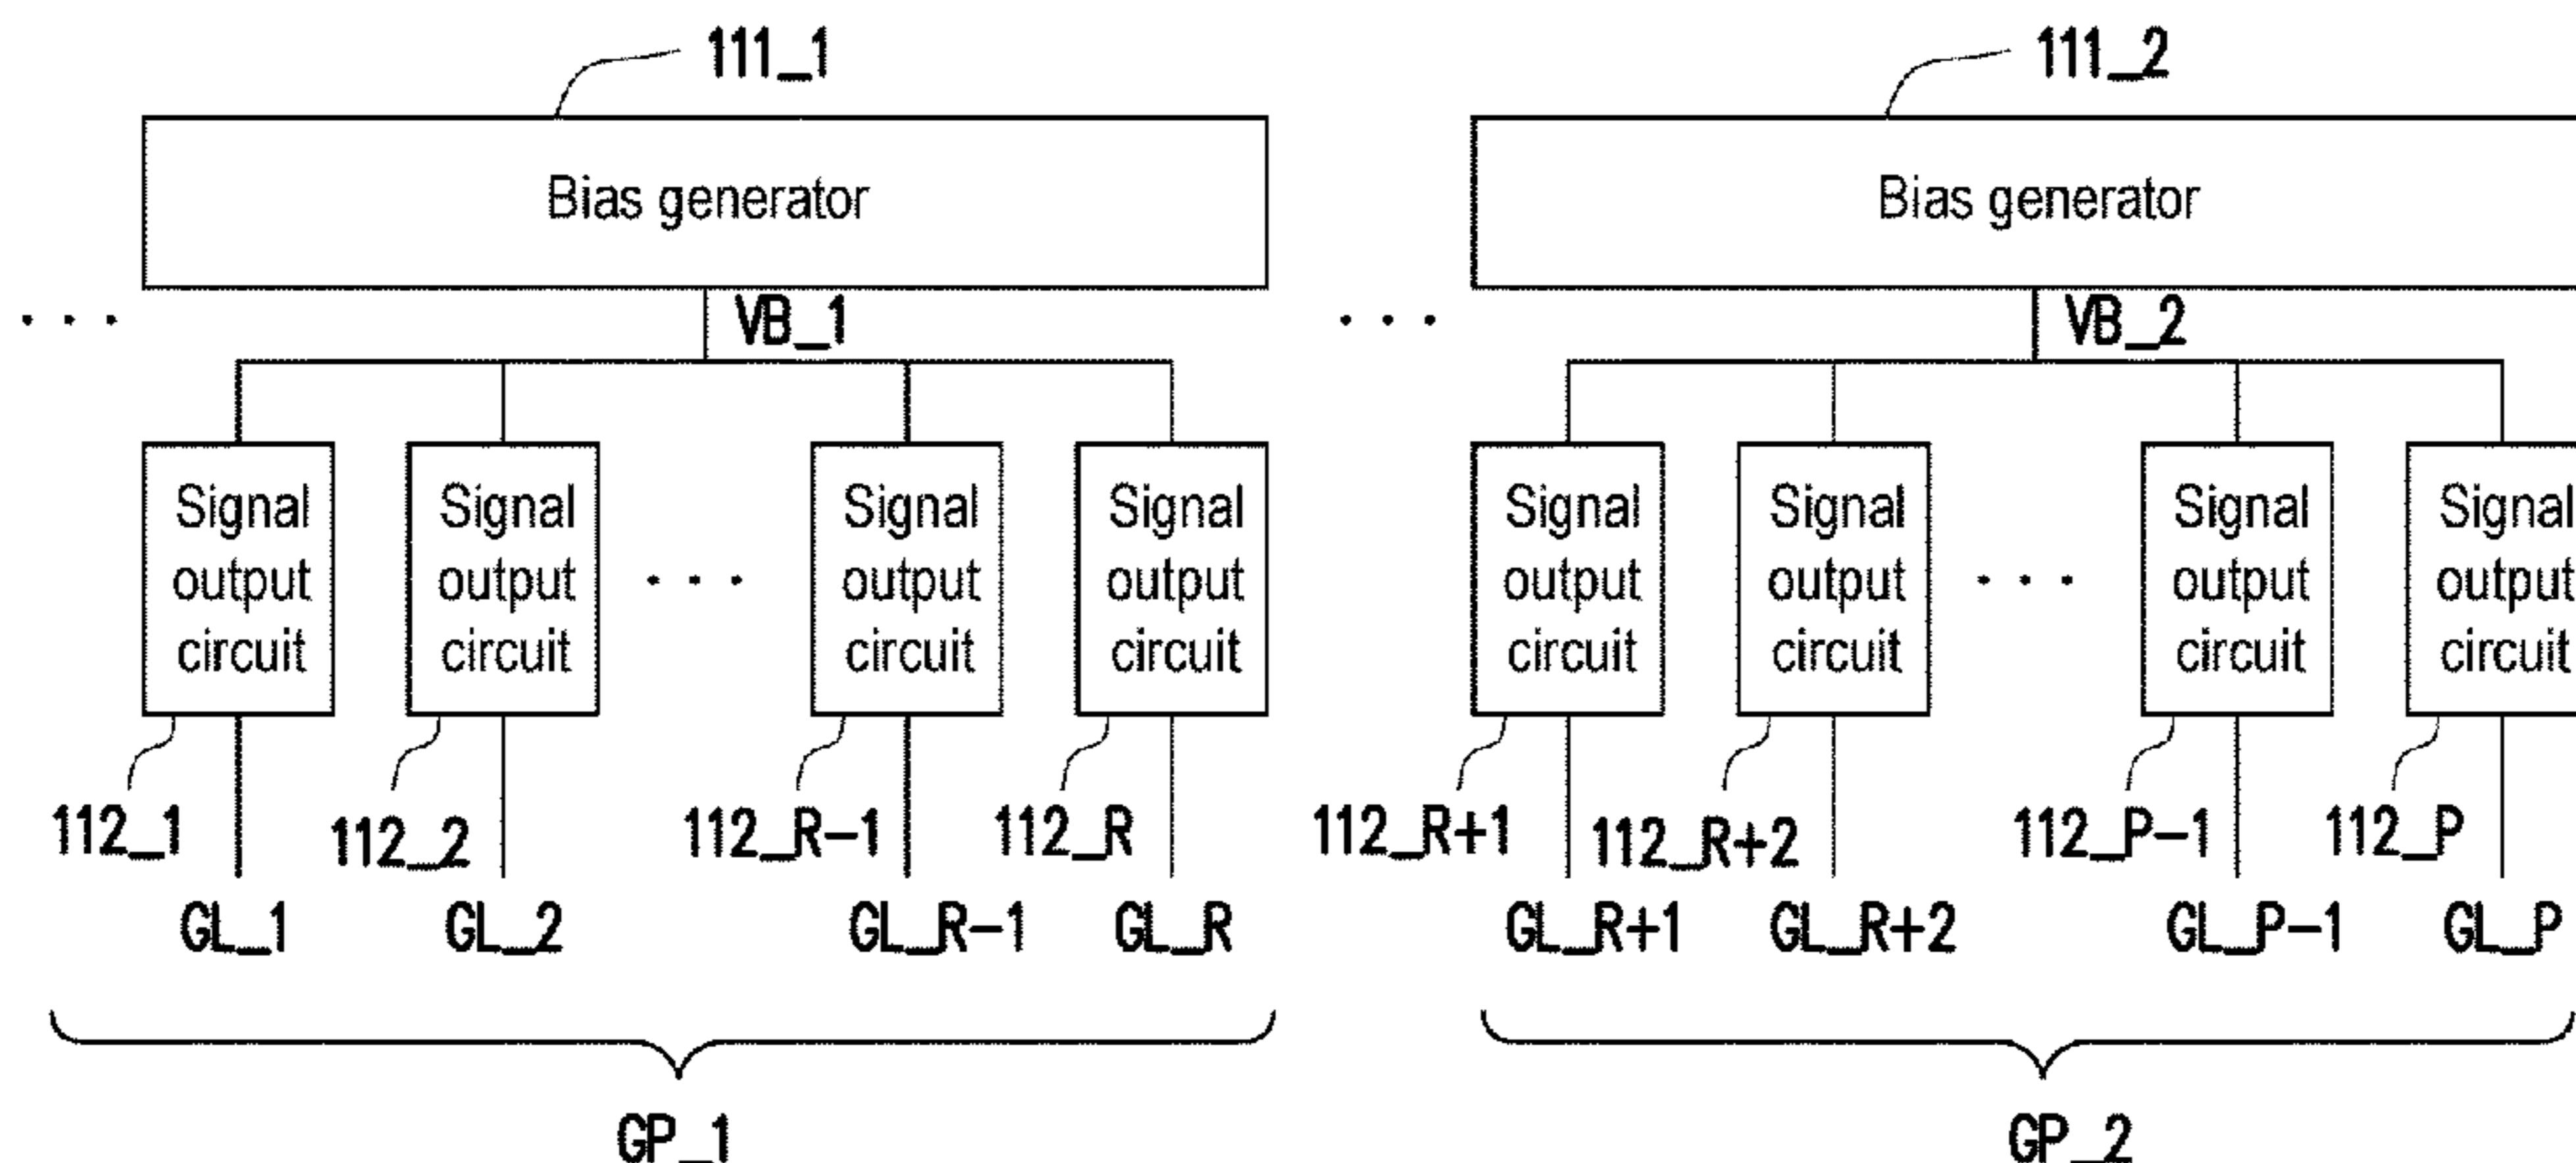 111_1 111_2
Bias generator Bias generator
VB_1 VB_2
. . . . . .
Signal output circuit
Signal output circuit
. . .
Signal output circuit
Signal output circuit
Signal output circuit
Signal output circuit
. . .
Signal output circuit
Signal output circuit
112_1 112_2 112_R-1 112_R 112_R+1 112_R+2 112_P-1 112_P
GL_1 GL_2 GL_R-1 GL_R GL_R+1 GL_R+2 GL_P-1 GL_P
GP_1 GP_2